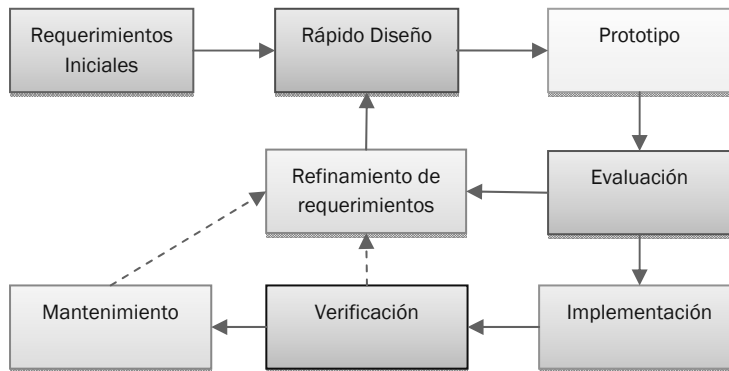 Requerimientos
Iniciales
Rápido Diseño
Prototipo
Refinamiento de
requerimientos
Evaluación
Mantenimiento
Verificación
Implementación